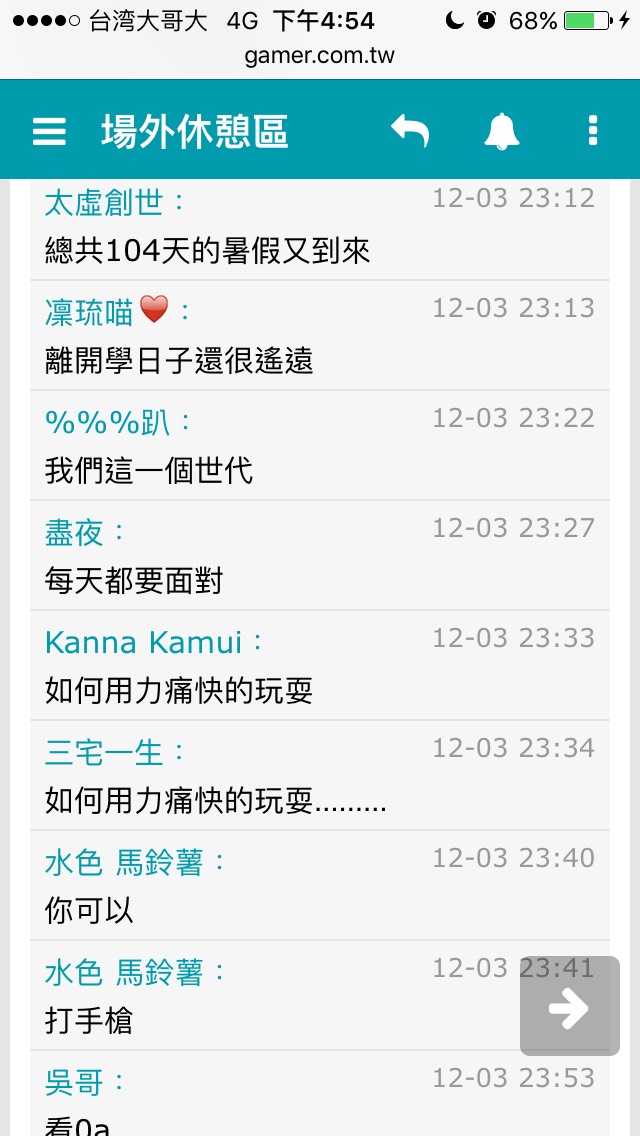 台湾大哥大 4G 下午4:54 68%
gamer.com.tw
場外休憩區
太虛創世： 12-03 23:12
總共104天的暑假又到來
凜琉喵❤️： 12-03 23:13
離開學日子還很遙遠
%%%趴： 12-03 23:22
我們這一個世代
盡夜： 12-03 23:27
每天都要面對
Kanna Kamui： 12-03 23:33
如何用力痛快的玩耍
三宅一生： 12-03 23:34
如何用力痛快的玩耍.........
水色 馬鈴薯： 12-03 23:40
你可以
水色 馬鈴薯： 12-03 23:41
打手槍
吳哥： 12-03 23:53
看0a